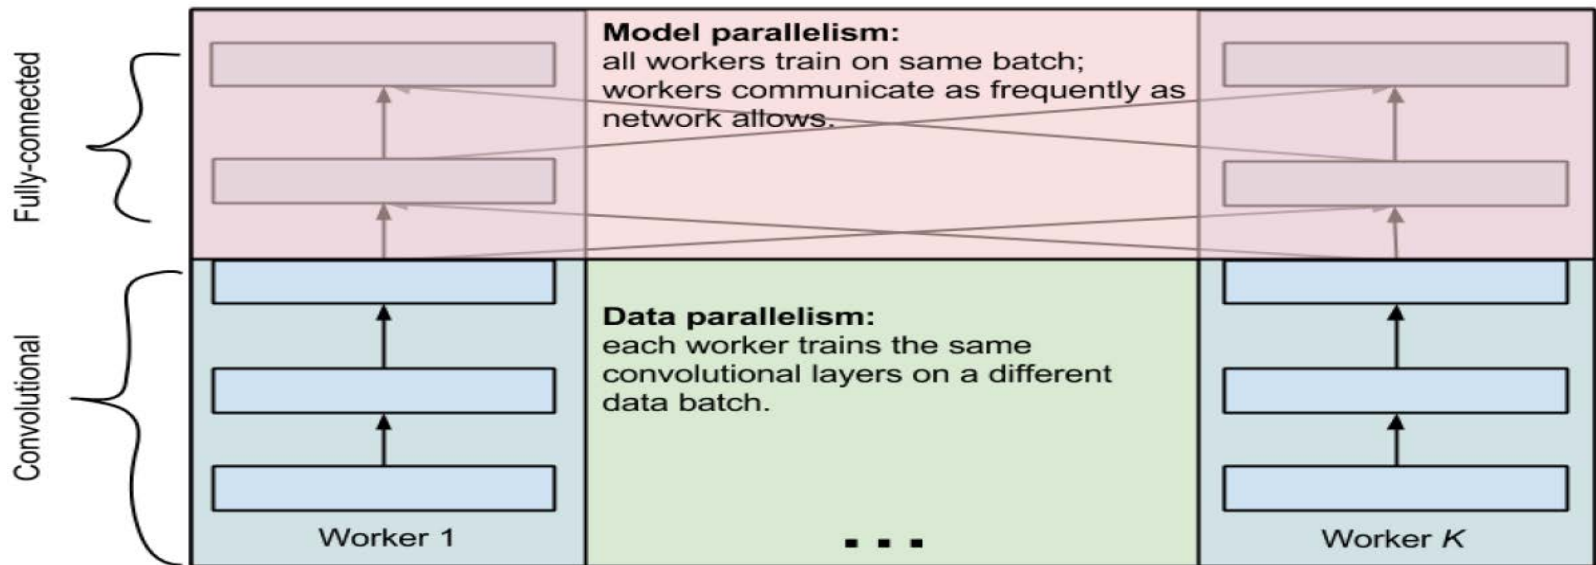 Fully-connected
Model parallelism:
all workers train on same batch;
workers communicate as frequently as
network allows.
Convolutional
Data parallelism:
each worker trains the same
convolutional layers on a different
data batch.
Worker 1
...
Worker K